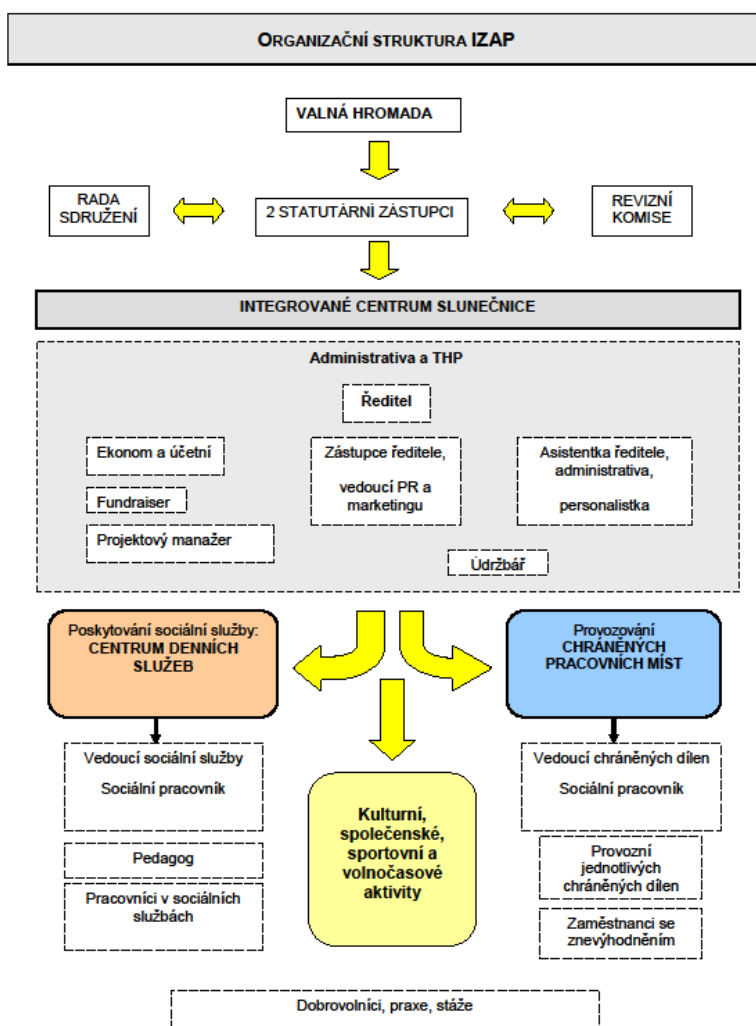 ORGANIZAČNÍ STRUKTURA IZAP
VALNÁ HROMADA
RADA
SDRUŽENÍ
2 STATUTÁRNÍ ZÁSTUPCI
REVIZNÍ
KOMISE
INTEGROVANÉ CENTRUM SLUNEČNICE
Administrativa a THP
Ředitel
Ekonom a účetní
Fundraiser
Projektový manažer
Zástupce ředitele,
vedoucí PR a
marketingu
Asistentka ředitele,
administrativa,
personalistka
Údržbář
Poskytování sociální služby:
CENTRUM DENNÍCH
SLUŽEB
Provozování
CHRÁNĚNÝCH
PRACOVNÍCH MÍST
Vedoucí sociální služby
Sociální pracovník
Pedagog
Pracovníci v sociálních
službách
Kulturní,
společenské,
sportovní a
volnočasové
aktivity
Vedoucí chráněných dílen
Sociální pracovník
Provozní
jednotlivých
chráněných dílen
Zaměstnanci se
znevýhodněním
Dobrovolníci, praxe, stáže